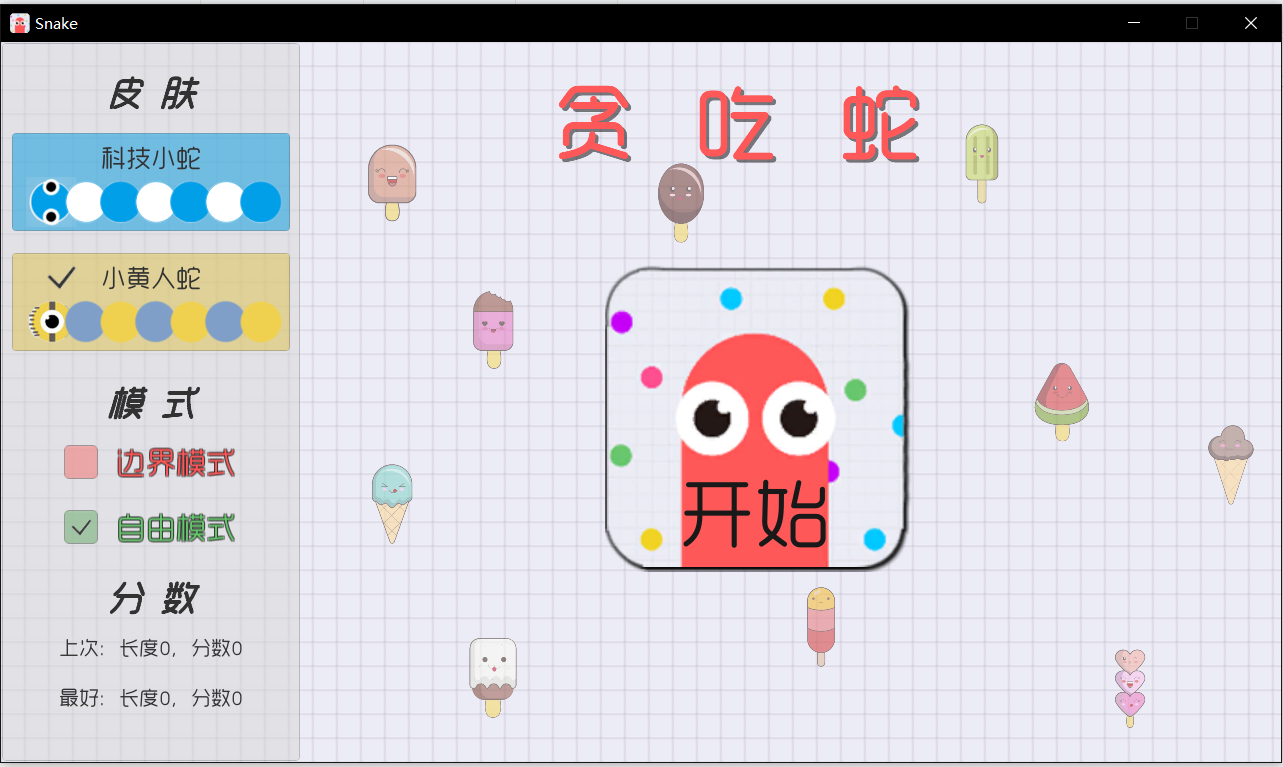 Snake
皮 肤
科技小蛇
小黄人蛇
模 式
边界模式
自由模式
分 数
上次：长度0，分数0
最好：长度0，分数0
贪 吃 蛇
开始